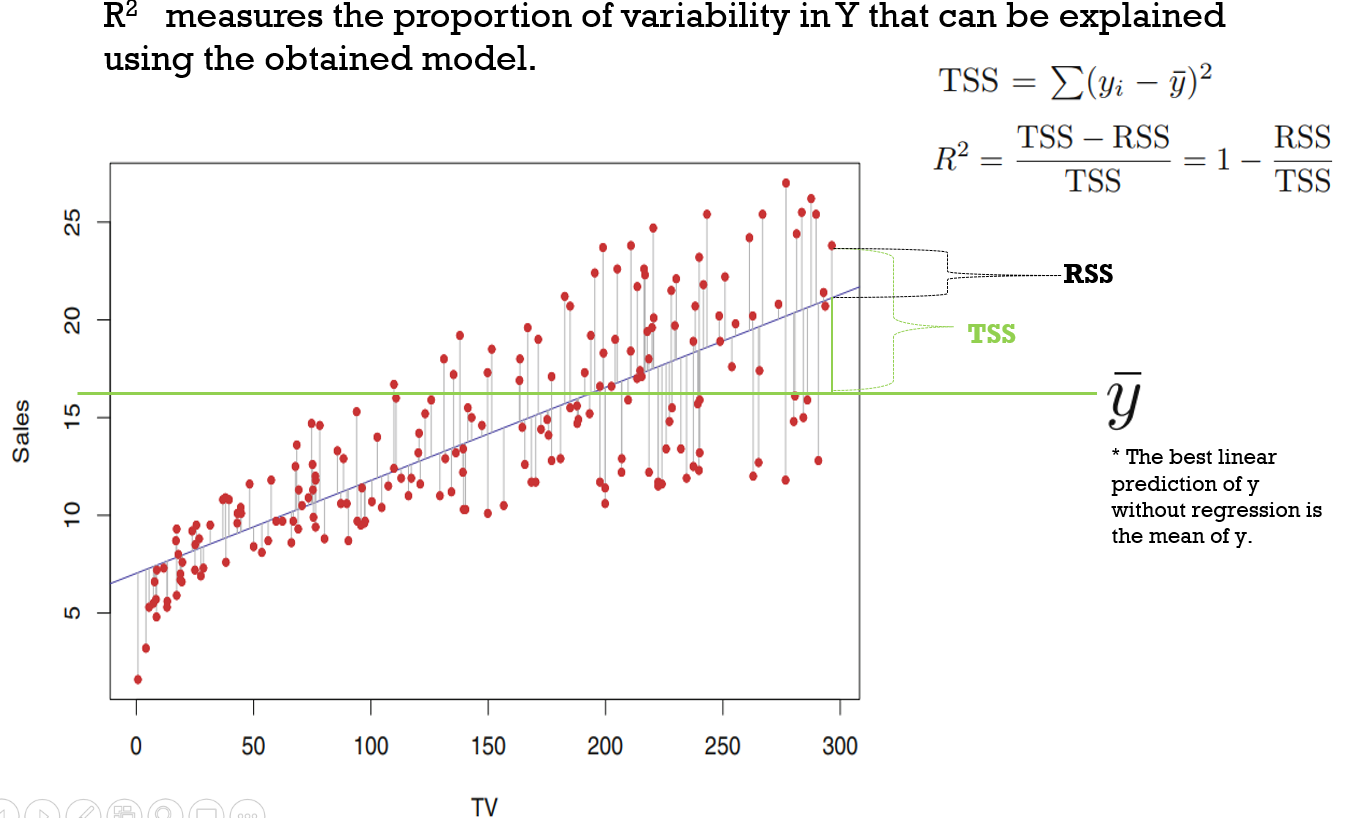 R² measures the proportion of variability in Y that can be explained
using the obtained model.
TSS = ∑(yᵢ − ȳ)²
R² = TSS − RSS / TSS = 1 − RSS / TSS
25
20
15
10
5
Sales
RSS
TSS
ȳ
* The best linear
prediction of y
without regression is
the mean of y.
0 50 100 150 200 250 300
TV